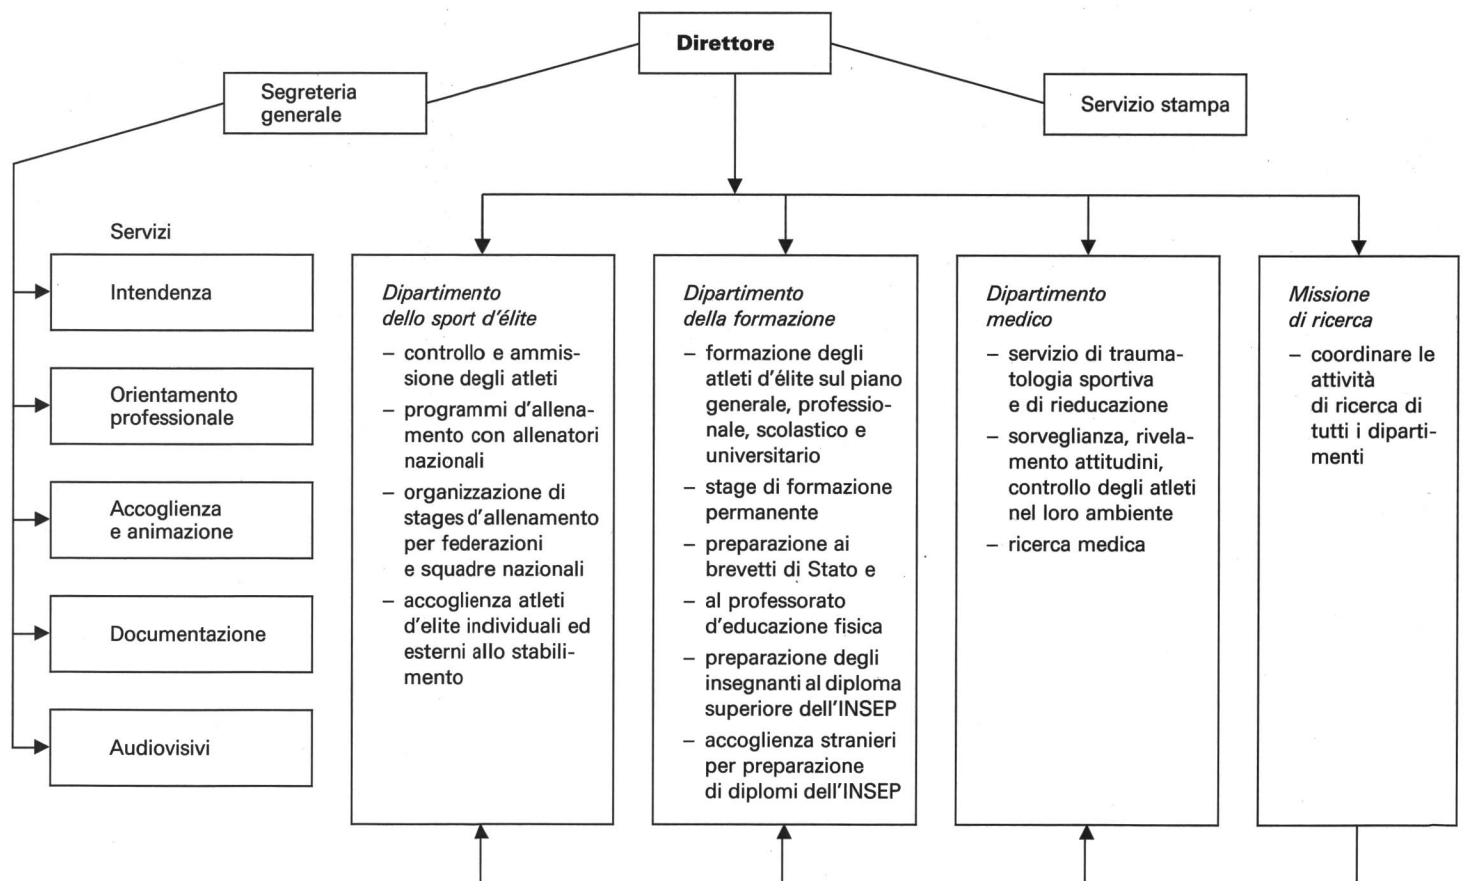 Direttore
Segreteria
generale
Servizio stampa
Servizi
Intendenza
Orientamento
professionale
Accoglienza
e animazione
Documentazione
Audiovisivi
Dipartimento
dello sport d'élite
– controllo e ammis-
sione degli atleti
– programmi d'allena-
mento con allenatori
nazionali
– organizzazione di
stages d'allenamento
per federazioni
e squadre nazionali
– accoglienza atleti
d'elite individuali ed
esterni allo stabili-
mento
Dipartimento
della formazione
– formazione degli
atleti d'élite sul piano
generale, professio-
nale, scolastico e
universitario
– stage di formazione
permanente
– preparazione ai
brevetti di Stato e
– al professorato
d'educazione fisica
– preparazione degli
insegnanti al diploma
superiore dell'INSEP
– accoglienza stranieri
per preparazione
di diplomi dell'INSEP
Dipartimento
medico
– servizio di trauma-
tologia sportiva
e di rieducazione
– sorveglianza, rivela-
mento attitudini,
controllo degli atleti
nel loro ambiente
– ricerca medica
Missione
di ricerca
– coordinare le
attività
di ricerca di
tutti i diparti-
menti